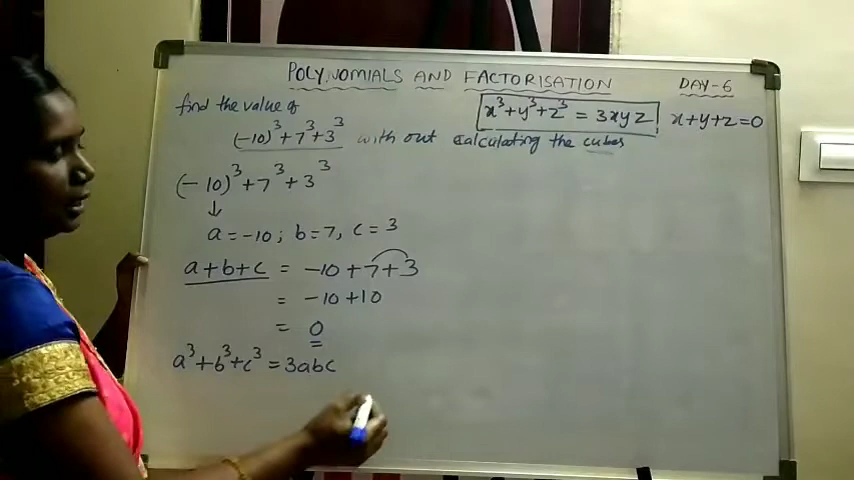 POLYNOMIALS AND FACTORISATION DAY-6
find the value of x³+y³+z³ = 3xyz x+y+z=0
(-10)³+7³+3³ with out calculating the cubes
(-10)³+7³+3³
↓
a=-10; b=7, c=3
a+b+c = -10+7+3
= -10+10
= 0
a³+b³+c³ = 3abc